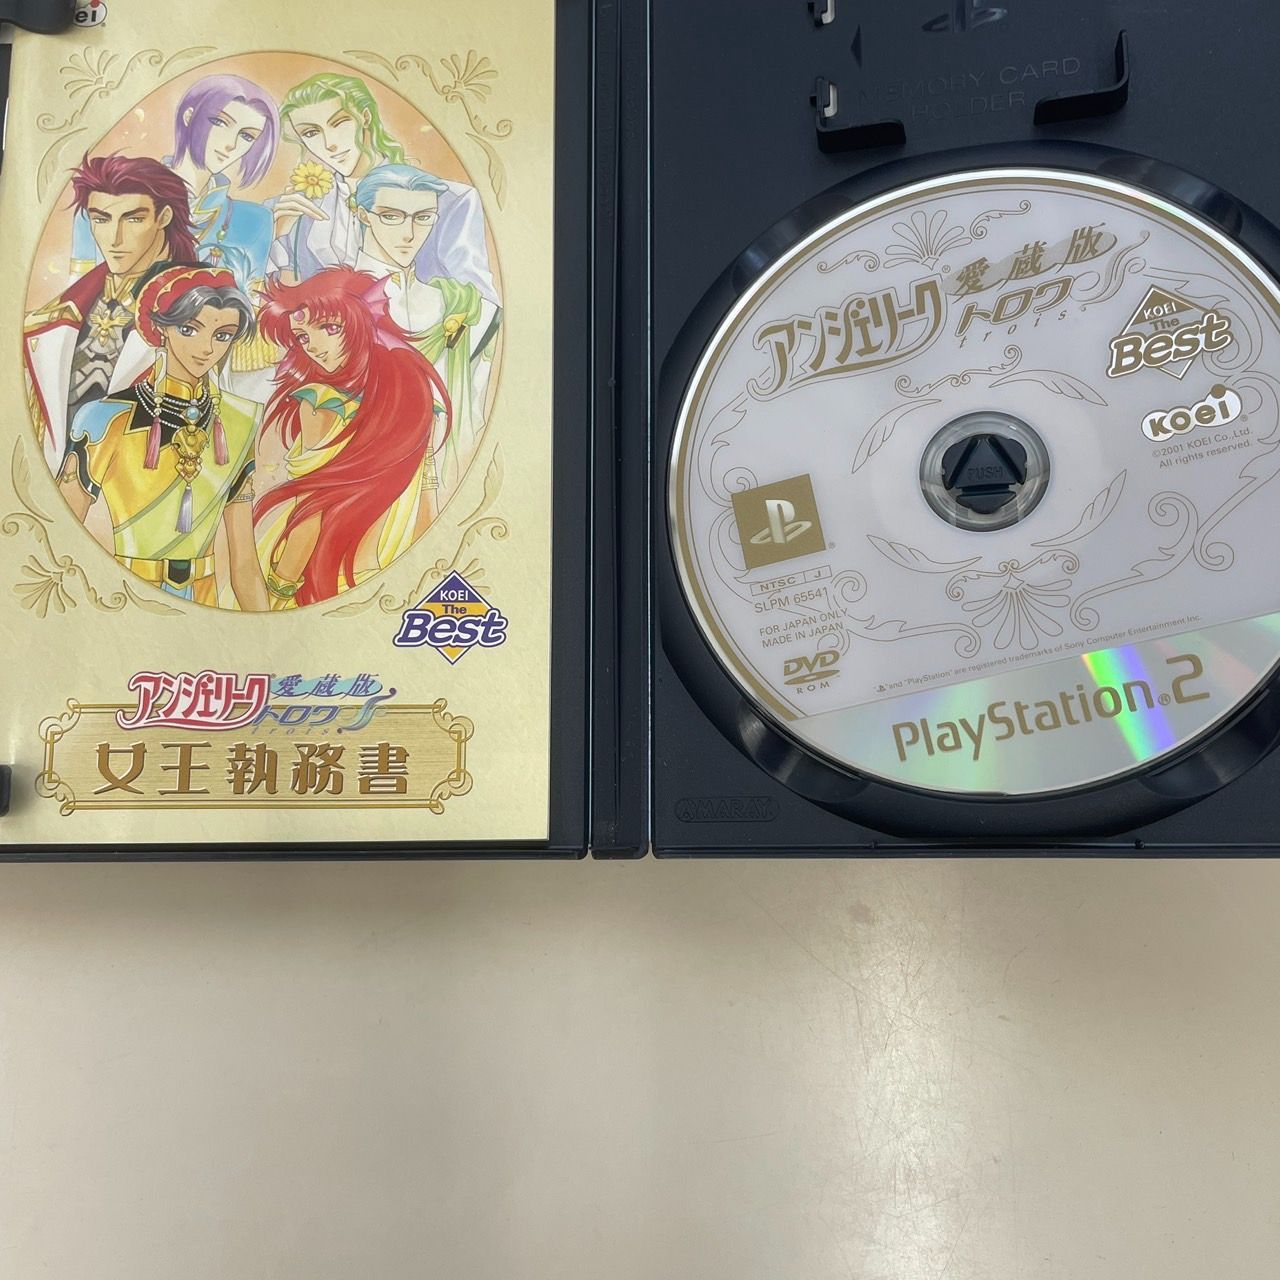 KOEI
The
Best
アンジェリーク 愛蔵版
トロワ
trois
女王執務書
MEMORY CARD
HOLDER
アンジェリーク 愛蔵版
トロワ
trois
KOEI
The
Best
KOEI
©2001 KOEI Co.,Ltd.
All rights reserved.
PUSH
NTSC J
SLPM 65541
FOR JAPAN ONLY
MADE IN JAPAN
DVD
ROM
"PS" and "PlayStation" are registered trademarks of Sony Computer Entertainment Inc.
PlayStation®2
AMARAY